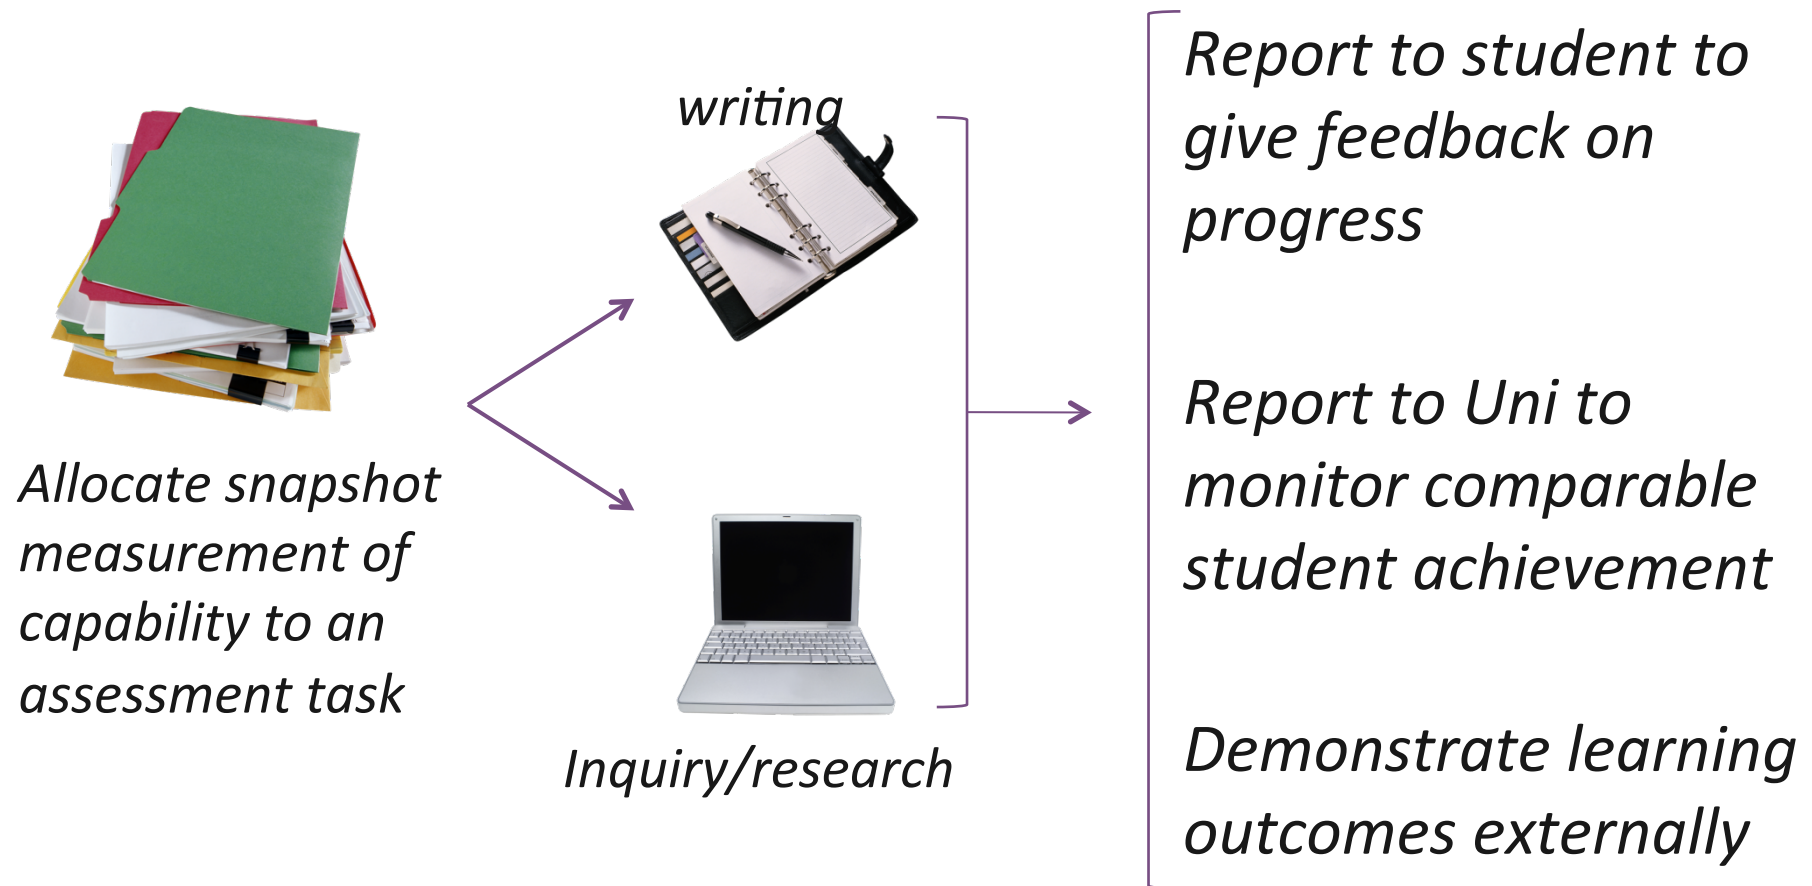 Allocate snapshot
measurement of
capability to an
assessment task
writing
Inquiry/research
Report to student to
give feedback on
progress
Report to Uni to
monitor comparable
student achievement
Demonstrate learning
outcomes externally